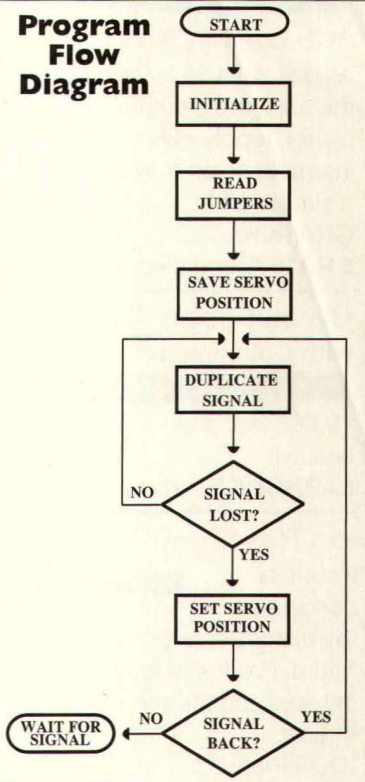 Program
Flow
Diagram
START
INITIALIZE
READ
JUMPERS
SAVE SERVO
POSITION
DUPLICATE
SIGNAL
NO
SIGNAL
LOST?
YES
SET SERVO
POSITION
WAIT FOR
SIGNAL
NO
SIGNAL
BACK?
YES